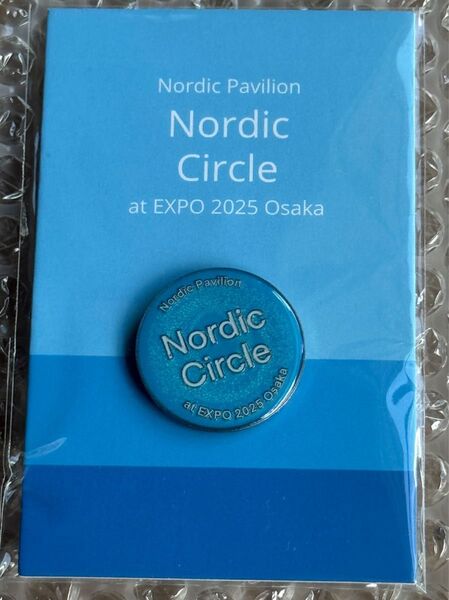 Nordic Pavilion
Nordic
Circle
at EXPO 2025 Osaka
Nordic Pavilion
Nordic
Circle
at EXPO 2025 Osaka